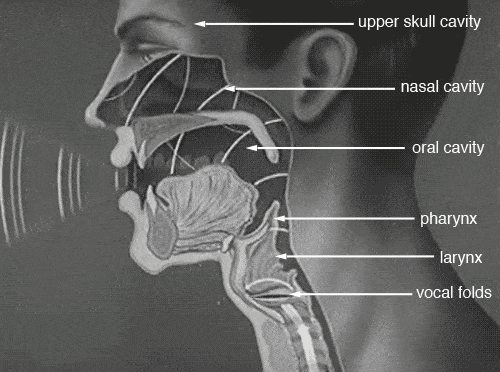 upper skull cavity
nasal cavity
oral cavity
pharynx
larynx
vocal folds